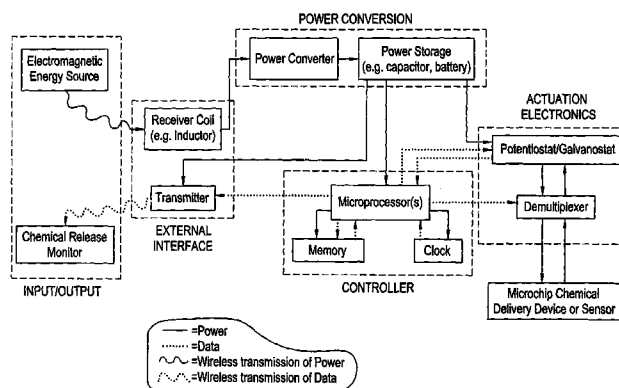 POWER CONVERSION
Electromagnetic
Energy Source
Power Converter
Power Storage
(e.g. capacitor, battery)
Receiver Coil
(e.g. Inductor)
ACTUATION
ELECTRONICS
Potentiostat/Galvanostat
Transmitter
Microprocessor(s)
Demultiplexer
EXTERNAL
INTERFACE
Chemical Release
Monitor
Memory
Clock
INPUT/OUTPUT
CONTROLLER
Microchip Chemical
Delivery Device or Sensor
=Power
=Data
=Wireless transmission of Power
=Wireless transmission of Data